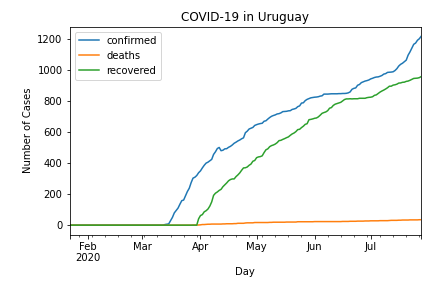 COVID-19 in Uruguay
confirmed
deaths
recovered
1200
1000
800
600
400
200
0
Number of Cases
Feb
2020
Mar
Apr
May
Jun
Jul
Day